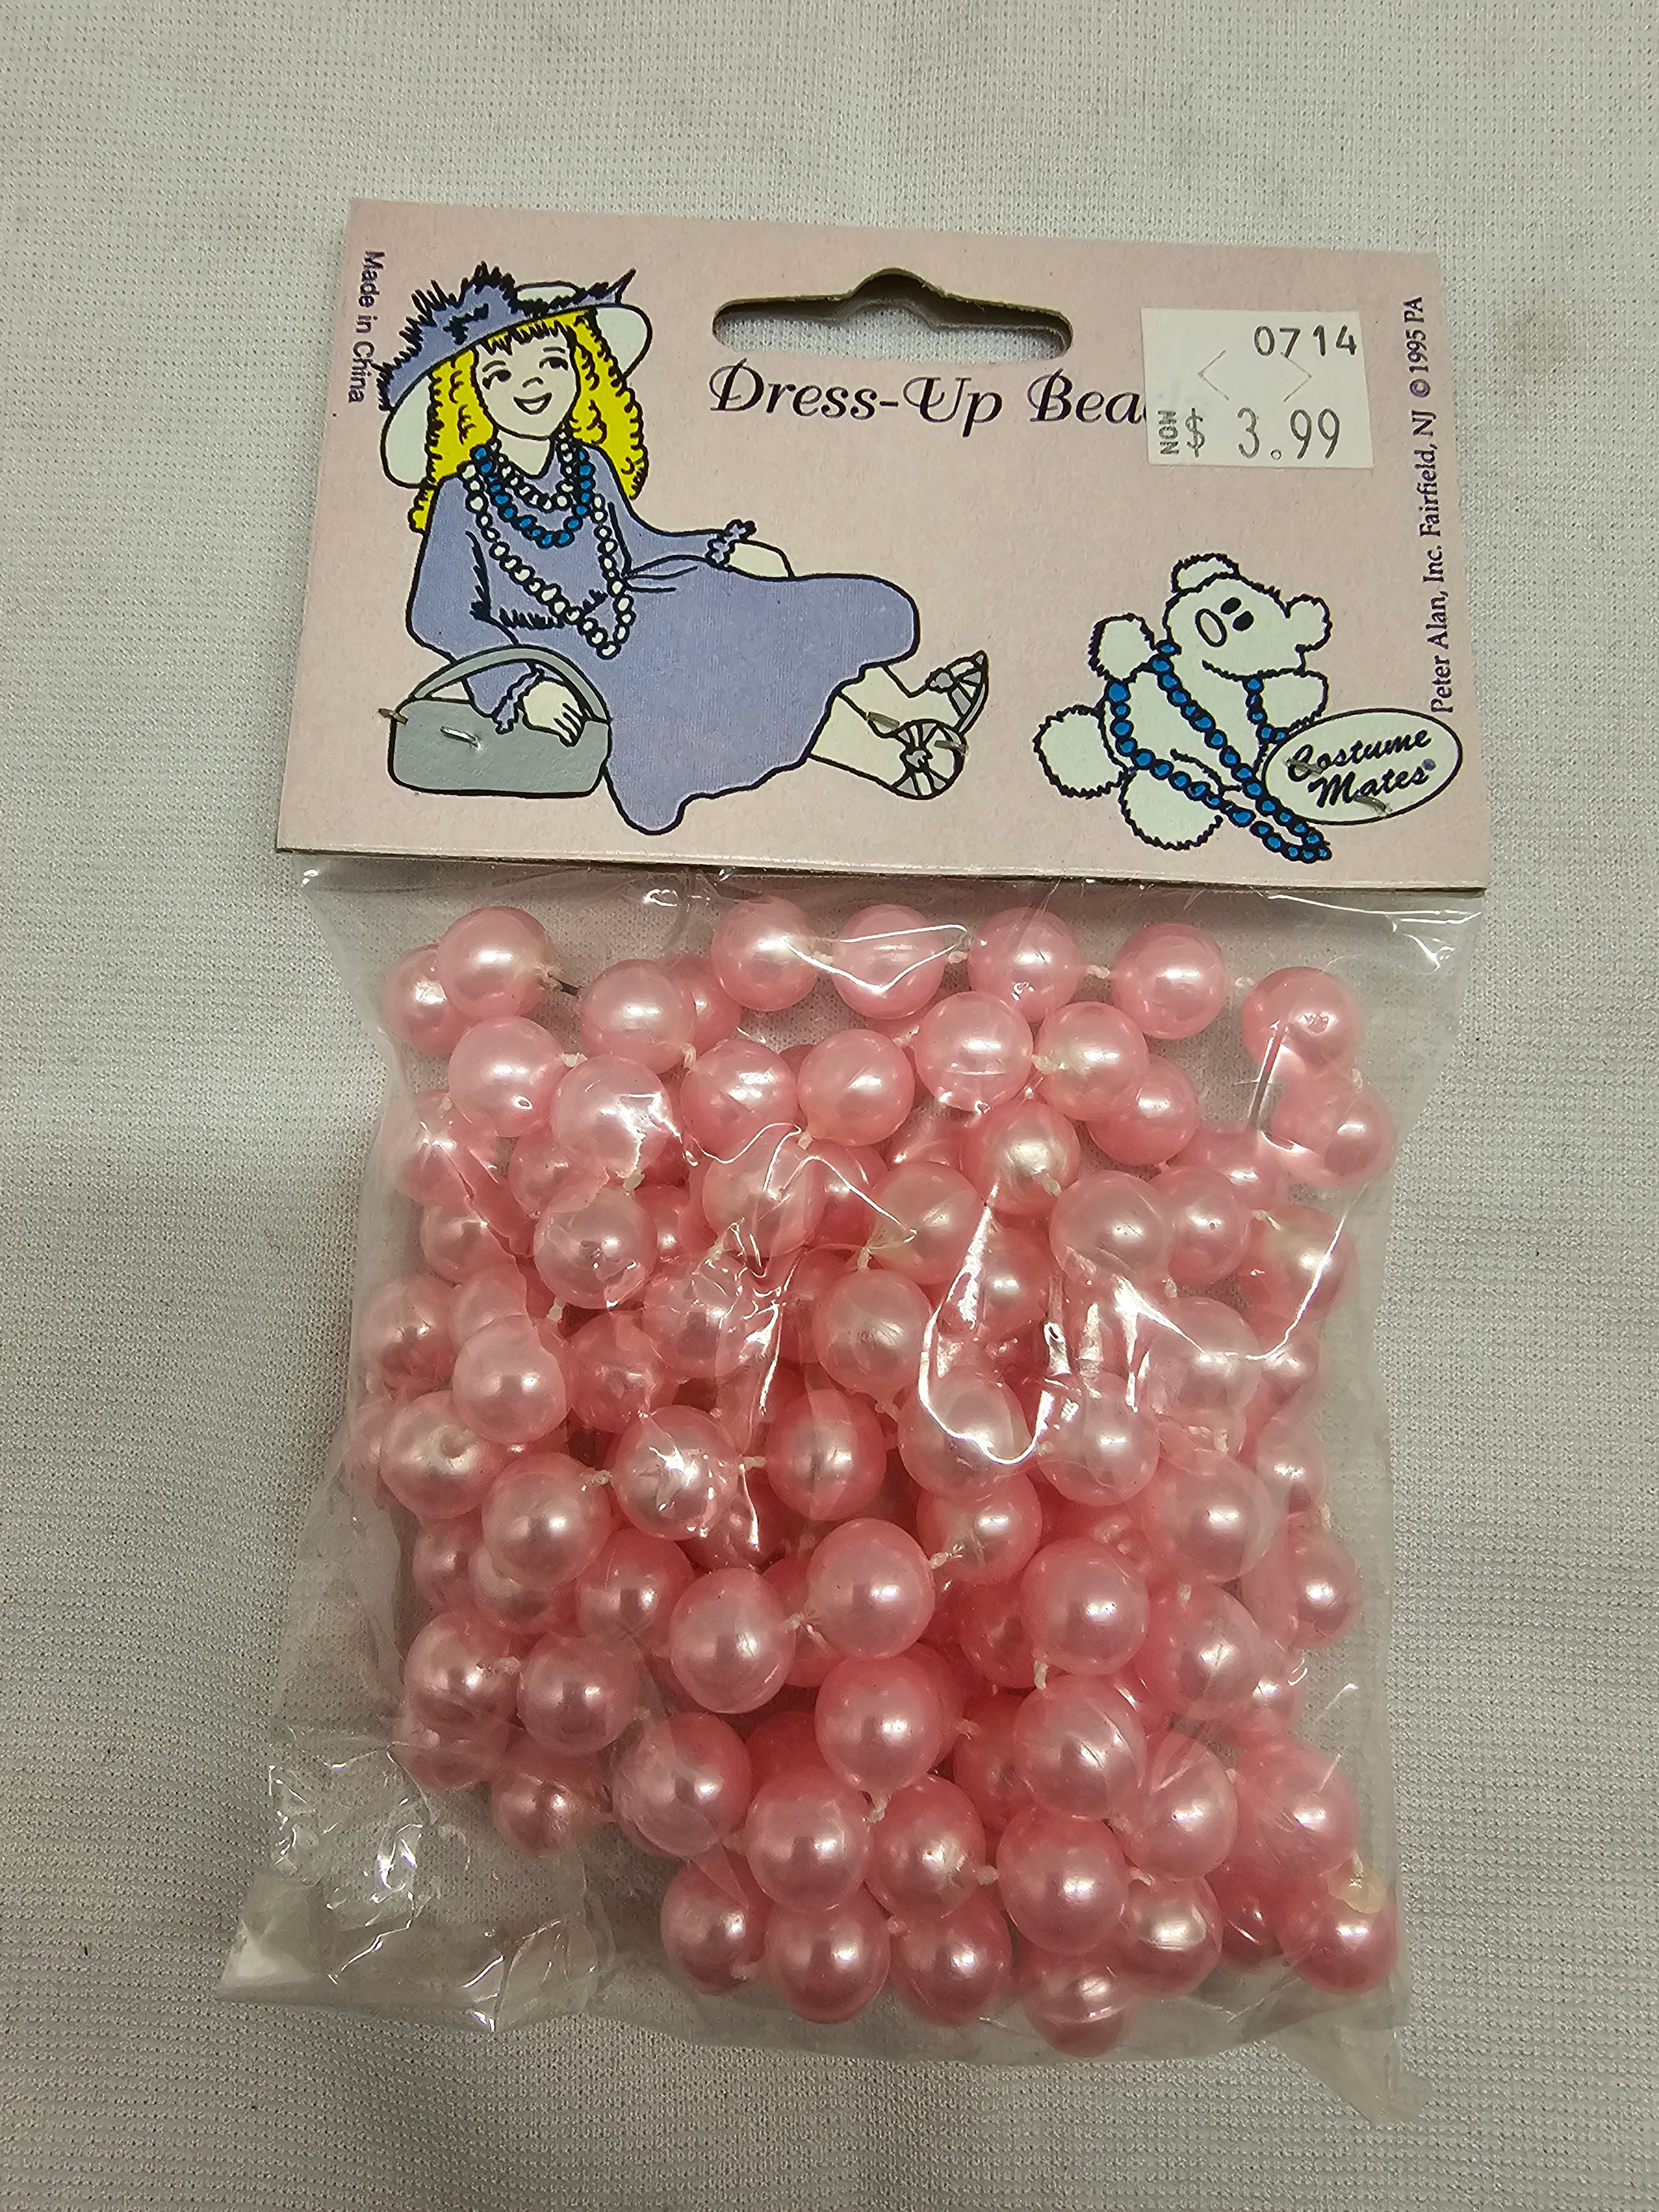 Made in China
Dress-Up Bea
0714
NOW $ 3.99
Peter Alan, Inc. Fairfield, NJ © 1995 PA
Costume
Mates®